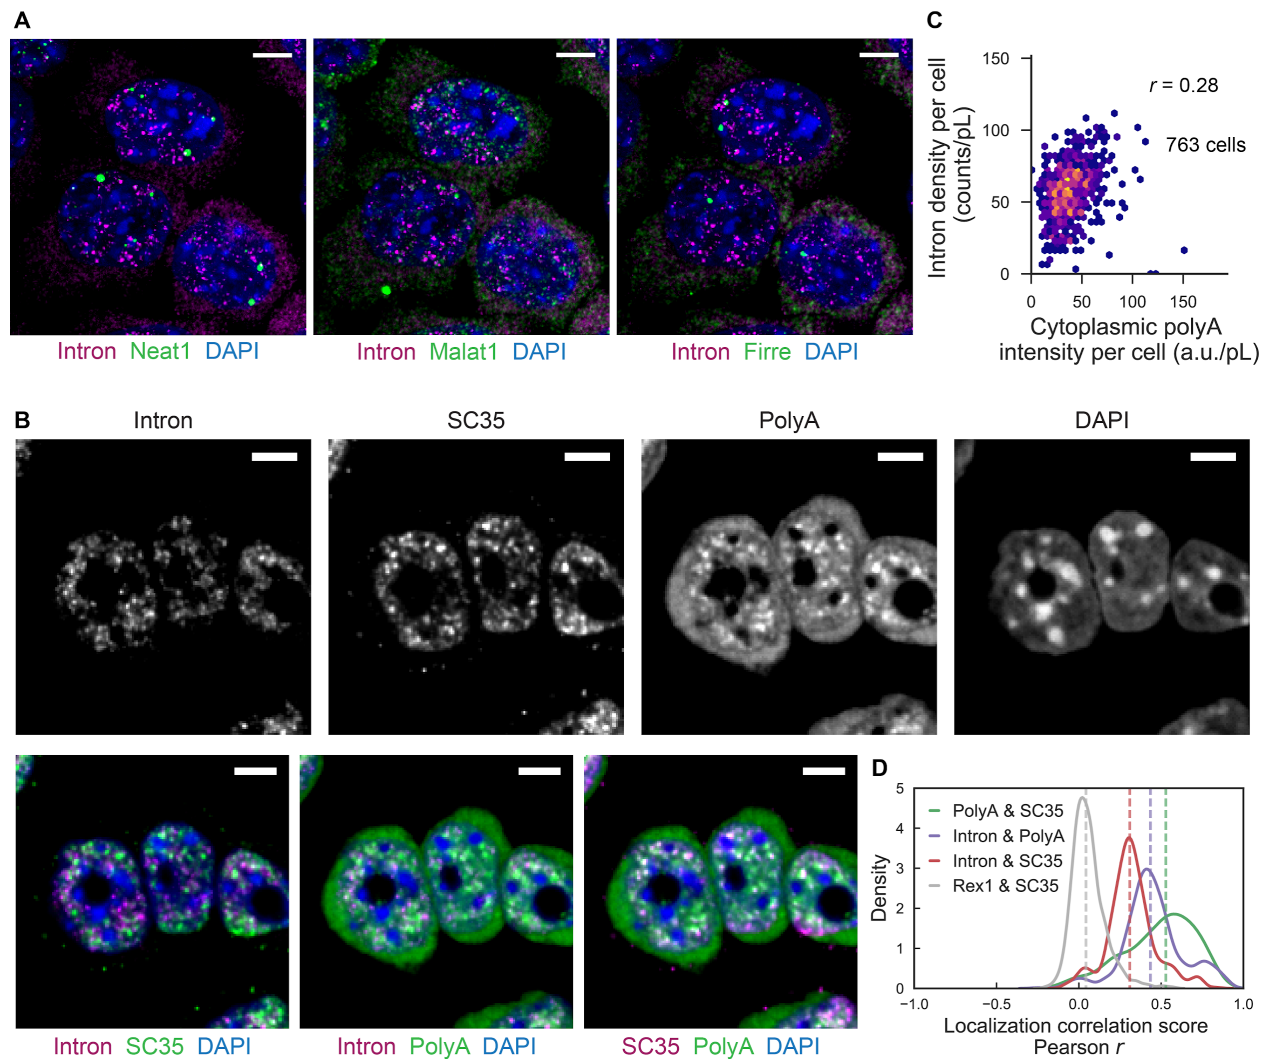 A
Intron Neat1 DAPI
Intron Malat1 DAPI
Intron Firre DAPI
C
Intron density per cell
(counts/pL)
150
100
50
0
r = 0.28
763 cells
0 50 100 150
Cytoplasmic polyA
intensity per cell (a.u./pL)
B
Intron
SC35
PolyA
DAPI
Intron SC35 DAPI
Intron PolyA DAPI
SC35 PolyA DAPI
D
Density
5
4
3
2
1
0
PolyA & SC35
Intron & PolyA
Intron & SC35
Rex1 & SC35
−1.0 −0.5 0.0 0.5 1.0
Localization correlation score
Pearson r